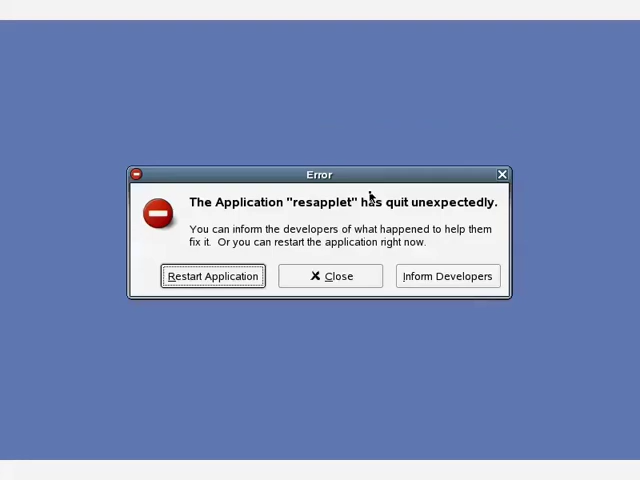 Error
The Application "resapplet" has quit unexpectedly.
You can inform the developers of what happened to help them
fix it. Or you can restart the application right now.
Restart Application
Close
Inform Developers